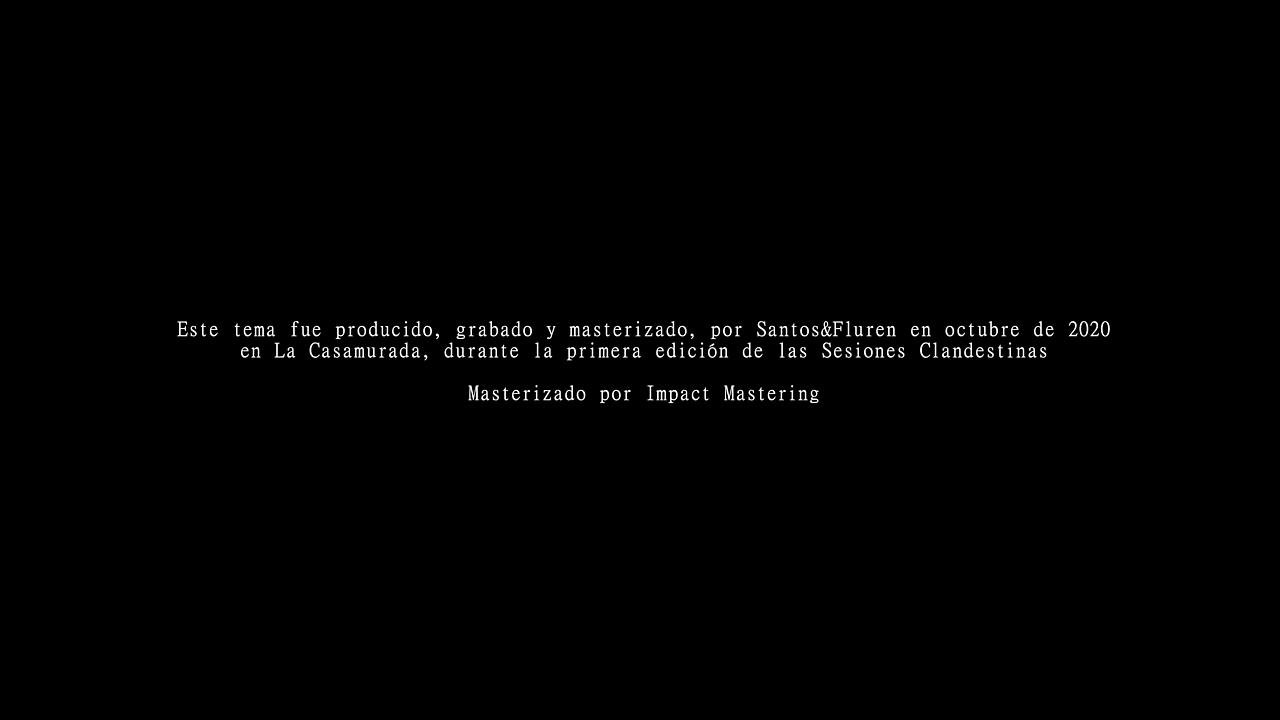 Este tema fue producido, grabado y masterizado, por Santos&Fluren en octubre de 2020
en La Casamurada, durante la primera edición de las Sesiones Clandestinas
Masterizado por Impact Mastering